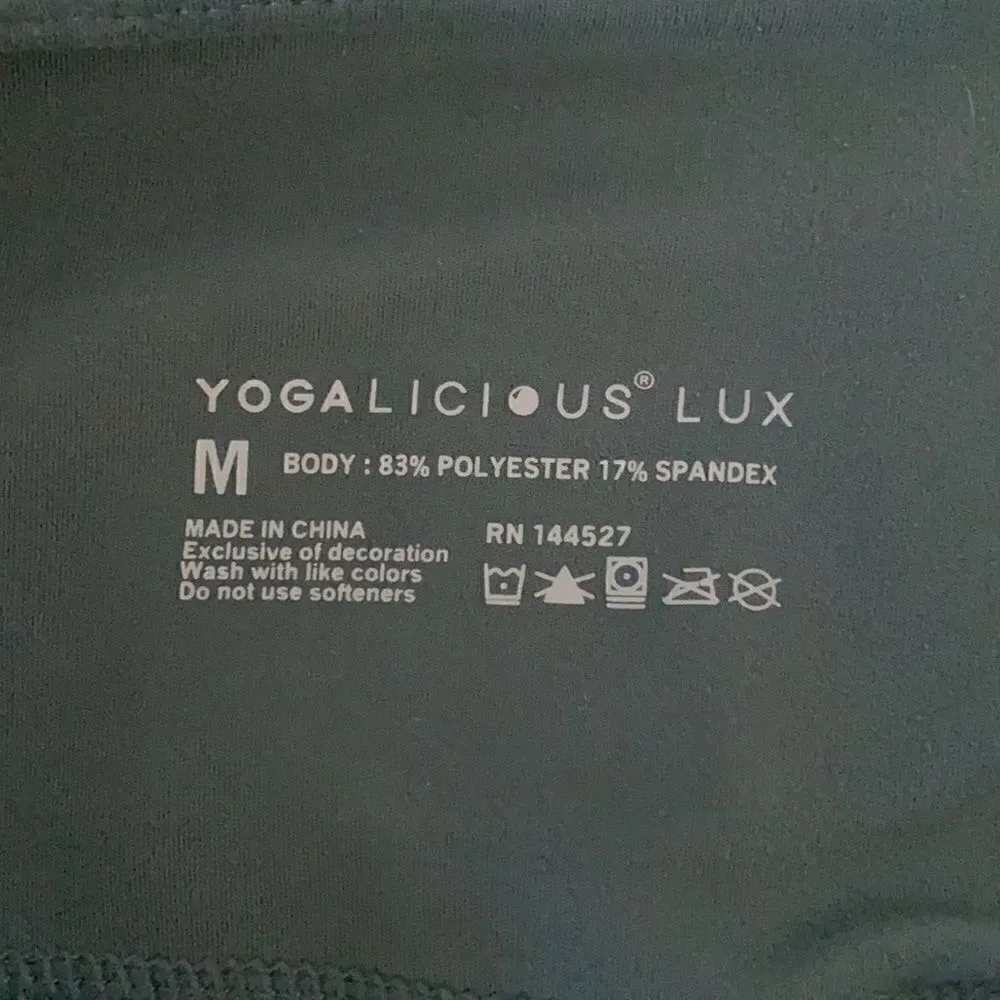 YOGALICIOUS® LUX
M BODY : 83% POLYESTER 17% SPANDEX
MADE IN CHINA RN 144527
Exclusive of decoration
Wash with like colors
Do not use softeners